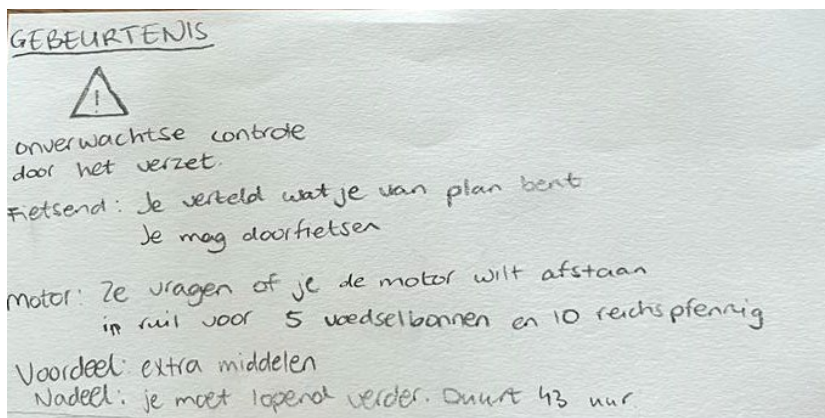 GEBEURTENIS
!
onverwachtse controle
door het verzet.
Fietsend: Je verteld wat je van plan bent
Je mag doorfietsen
Motor: Ze vragen of je de motor wilt afstaan
in ruil voor 5 voedselbonnen en 10 reichspfennig
Voordeel: extra middelen
Nadeel: je moet lopend verder. Duurt 43 uur.